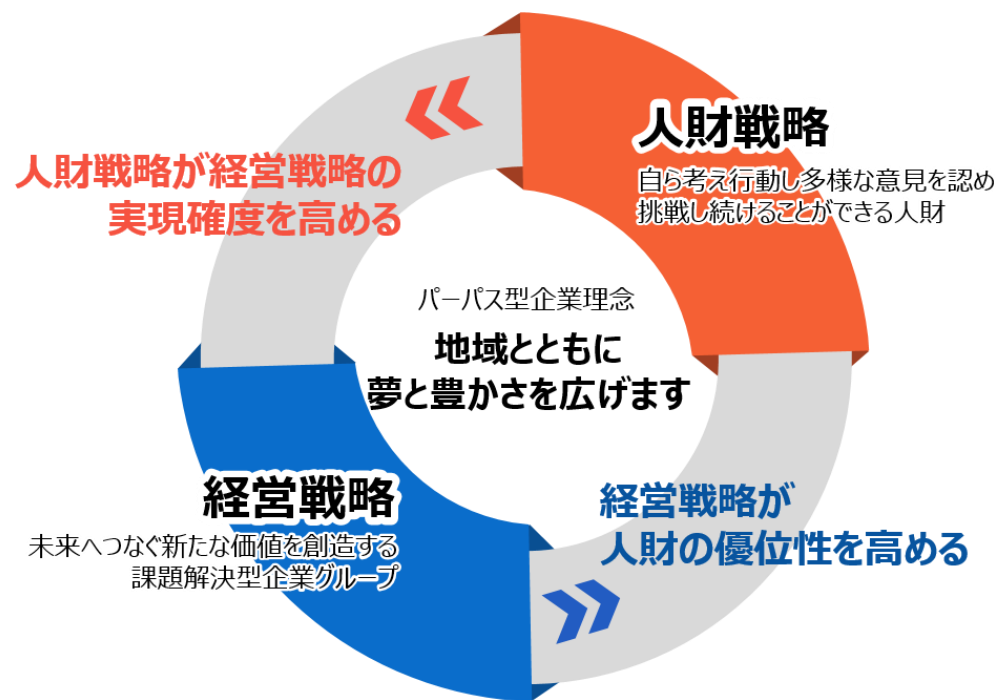 人財戦略
自ら考え行動し多様な意見を認め
挑戦し続けることができる人財
人財戦略が経営戦略の
実現確度を高める
パーパス型企業理念
地域とともに
夢と豊かさを広げます
経営戦略
未来へつなぐ新たな価値を創造する
課題解決型企業グループ
経営戦略が
人財の優位性を高める